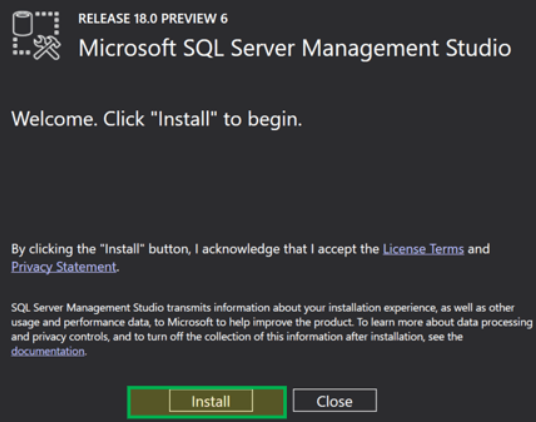 RELEASE 18.0 PREVIEW 6
Microsoft SQL Server Management Studio
Welcome. Click "Install" to begin.
By clicking the "Install" button, I acknowledge that I accept the License Terms and
Privacy Statement.
SQL Server Management Studio transmits information about your installation experience, as well as other
usage and performance data, to Microsoft to help improve the product. To learn more about data processing
and privacy controls, and to turn off the collection of this information after installation, see the
documentation.
Install Close